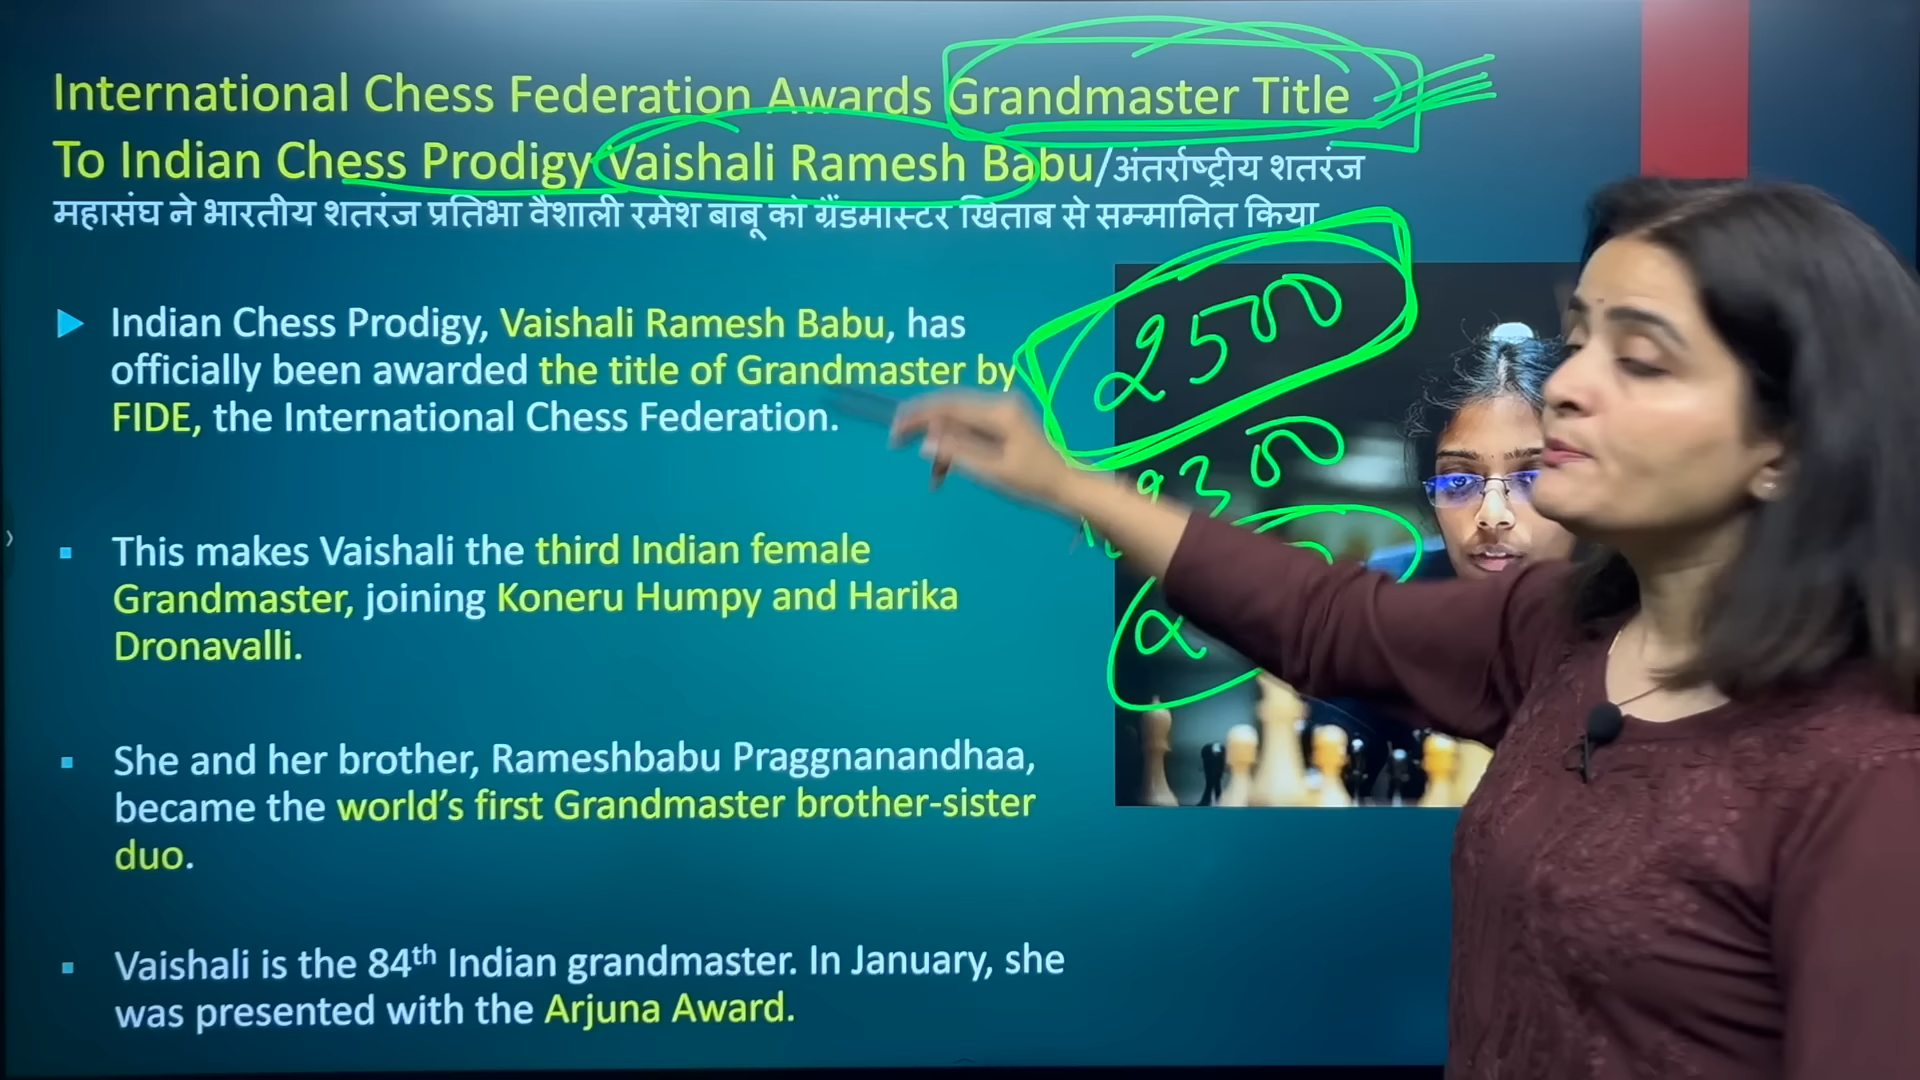 International Chess Federation Awards Grandmaster Title
To Indian Chess Prodigy Vaishali Ramesh Babu/अंतर्राष्ट्रीय शतरंज
महासंघ ने भारतीय शतरंज प्रतिभा वैशाली रमेश बाबू को ग्रैंडमास्टर खिताब से सम्मानित किया
Indian Chess Prodigy, Vaishali Ramesh Babu, has
officially been awarded the title of Grandmaster by
FIDE, the International Chess Federation.
This makes Vaishali the third Indian female
Grandmaster, joining Koneru Humpy and Harika
Dronavalli.
She and her brother, Rameshbabu Praggnanandhaa,
became the world's first Grandmaster brother-sister
duo.
Vaishali is the 84th Indian grandmaster. In January, she
was presented with the Arjuna Award.
2500